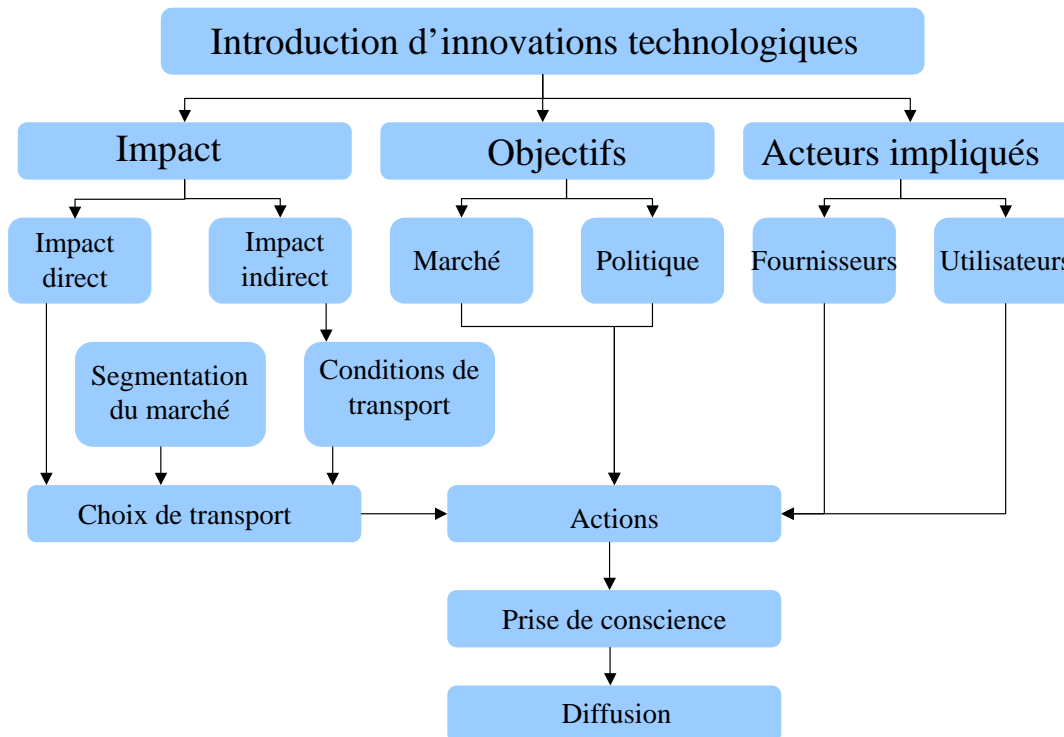 Introduction d’innovations technologiques
Impact
Objectifs
Acteurs impliqués
Impact
direct
Impact
indirect
Marché
Politique
Fournisseurs
Utilisateurs
Segmentation
du marché
Conditions de
transport
Choix de transport
Actions
Prise de conscience
Diffusion